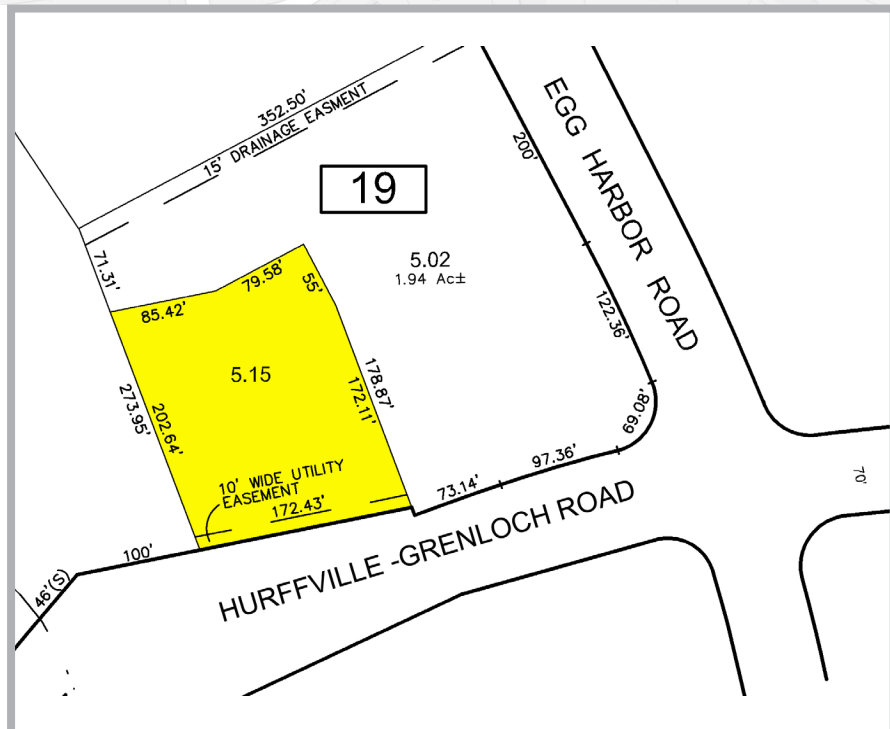 352.50'
15' DRAINAGE EASMENT
19
EGG HARBOR ROAD
200'
122.36'
69.08'
5.02
1.94 Ac±
71.31'
85.42'
79.58'
55'
5.15
178.87'
172.11'
273.95'
202.64'
10' WIDE UTILITY
EASEMENT
172.43'
73.14'
97.36'
70'
100'
46'(S)
HURFFVILLE -GRENLOCH ROAD